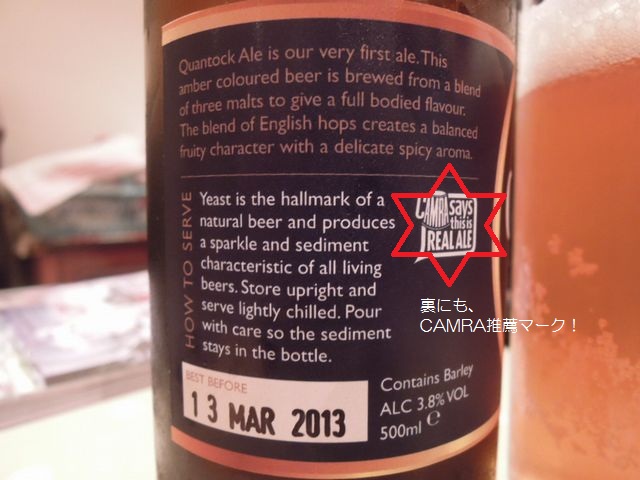 Quantock Ale is our very first ale. This
amber coloured beer is brewed from a blend
of three malts to give a full bodied flavour.
The blend of English hops creates a balanced
fruity character with a delicate spicy aroma.
HOW TO SERVE
Yeast is the hallmark of a
natural beer and produces
a sparkle and sediment
characteristic of all living
beers. Store upright and
serve lightly chilled. Pour
with care so the sediment
stays in the bottle.
CAMRA says
this is
REAL ALE
裏にも、
CAMRA推薦マーク！
BEST BEFORE
13 MAR 2013
Contains Barley
ALC 3.8% VOL
500ml ℮